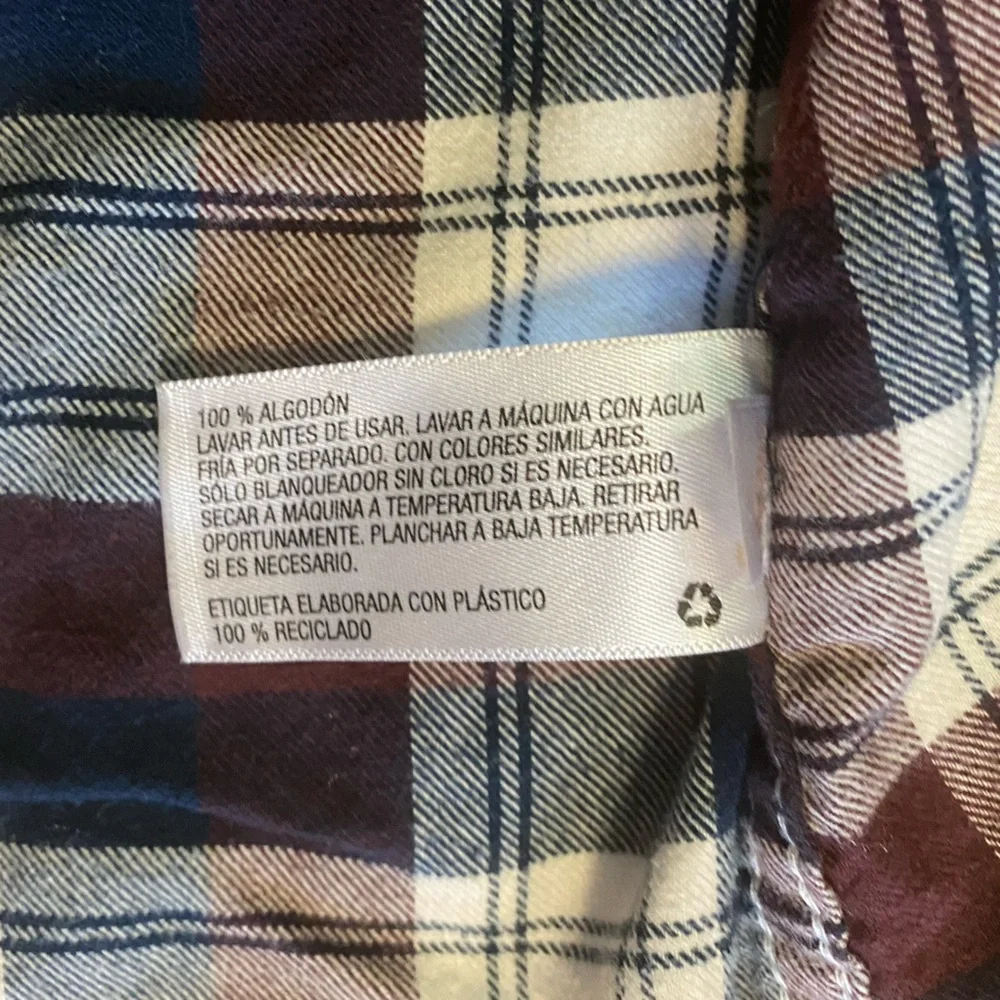 100 % ALGODÓN
LAVAR ANTES DE USAR. LAVAR A MÁQUINA CON AGUA
FRÍA POR SEPARADO. CON COLORES SIMILARES.
SÓLO BLANQUEADOR SIN CLORO SI ES NECESARIO.
SECAR A MÁQUINA A TEMPERATURA BAJA. RETIRAR
OPORTUNAMENTE. PLANCHAR A BAJA TEMPERATURA
SI ES NECESARIO.
ETIQUETA ELABORADA CON PLÁSTICO
100 % RECICLADO